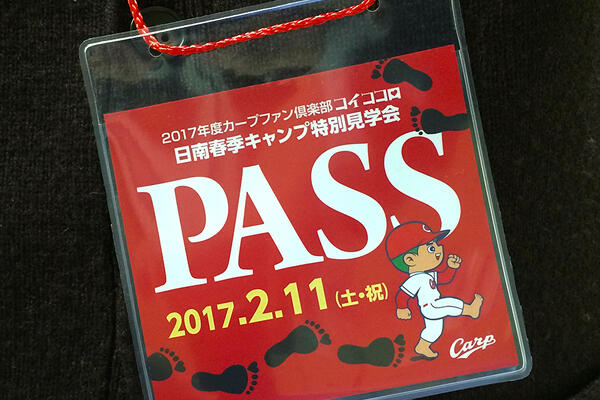 2017年度カープファン倶楽部 コイココロ
日南春季キャンプ特別見学会
PASS
2017.2.11(土・祝)
Carp